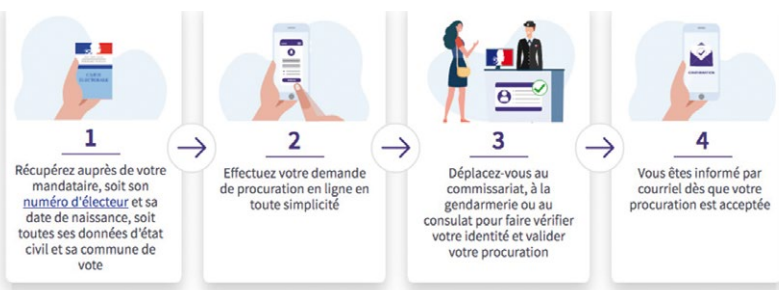 CARTE
ÉLECTORALE
1
Récupérez auprès de votre
mandataire, soit son
numéro d'électeur et sa
date de naissance, soit
toutes ses données d'état
civil et sa commune de
vote
2
Effectuez votre demande
de procuration en ligne en
toute simplicité
3
Déplacez-vous au
commissariat, à la
gendarmerie ou au
consulat pour faire vérifier
votre identité et valider
votre procuration
CONFIRMATION
4
Vous êtes informé par
courriel dès que votre
procuration est acceptée